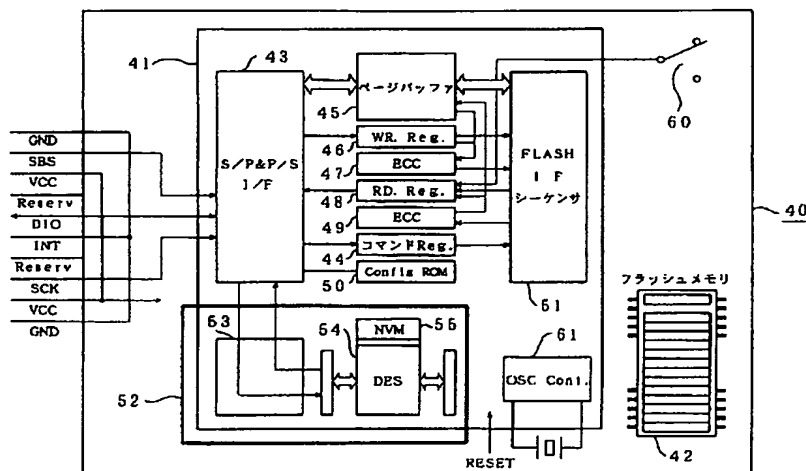 GND
SBS
VCC
Reserv
DIO
INT
Reserv
SCK
VCC
GND
41
43
S/P&P/S
I/F
ページバッファ
45
WR. Reg.
46
ECC
47
RD. Reg.
48
ECC
49
コマンドReg.
44
Config ROM
50
FLASH
I F
シーケンサ
51
60
40
フラッシュメモリ
42
52
53
54
NVM
55
DES
61
OSC Cont.
RESET